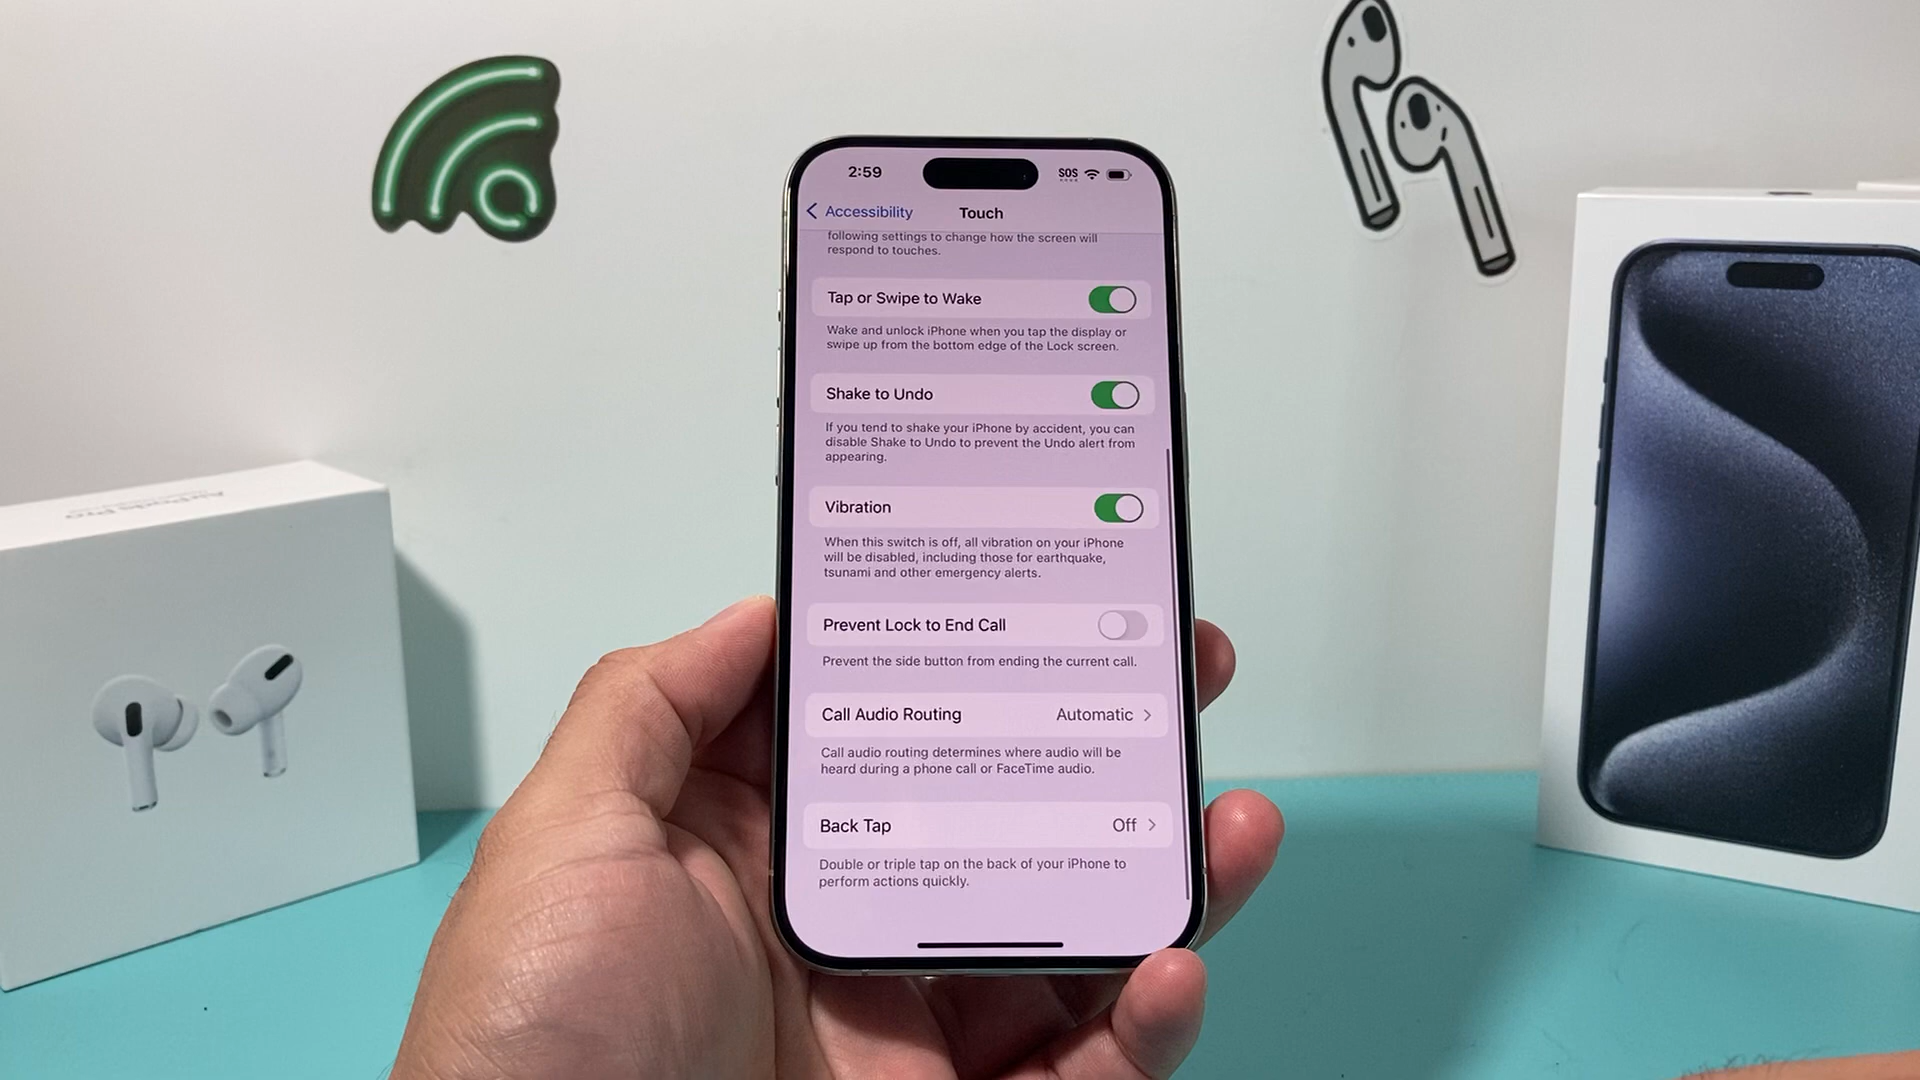 2:59
SOS
Accessibility
Touch
following settings to change how the screen will
respond to touches.
Tap or Swipe to Wake
Wake and unlock iPhone when you tap the display or
swipe up from the bottom edge of the Lock screen.
Shake to Undo
If you tend to shake your iPhone by accident, you can
disable Shake to Undo to prevent the Undo alert from
appearing.
Vibration
When this switch is off, all vibration on your iPhone
will be disabled, including those for earthquake,
tsunami and other emergency alerts.
Prevent Lock to End Call
Prevent the side button from ending the current call.
Call Audio Routing
Automatic
Call audio routing determines where audio will be
heard during a phone call or FaceTime audio.
Back Tap
Off
Double or triple tap on the back of your iPhone to
perform actions quickly.
AirPods Pro